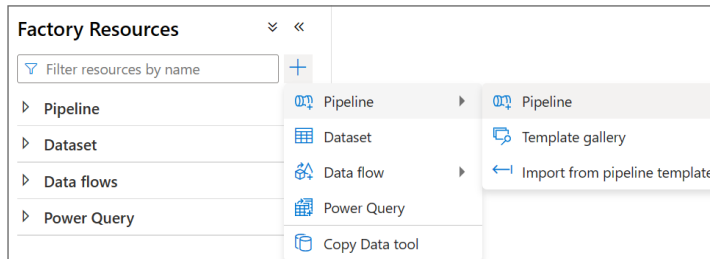 Factory Resources
Filter resources by name
Pipeline
Dataset
Data flows
Power Query
Pipeline
Dataset
Data flow
Power Query
Copy Data tool
Pipeline
Template gallery
Import from pipeline template